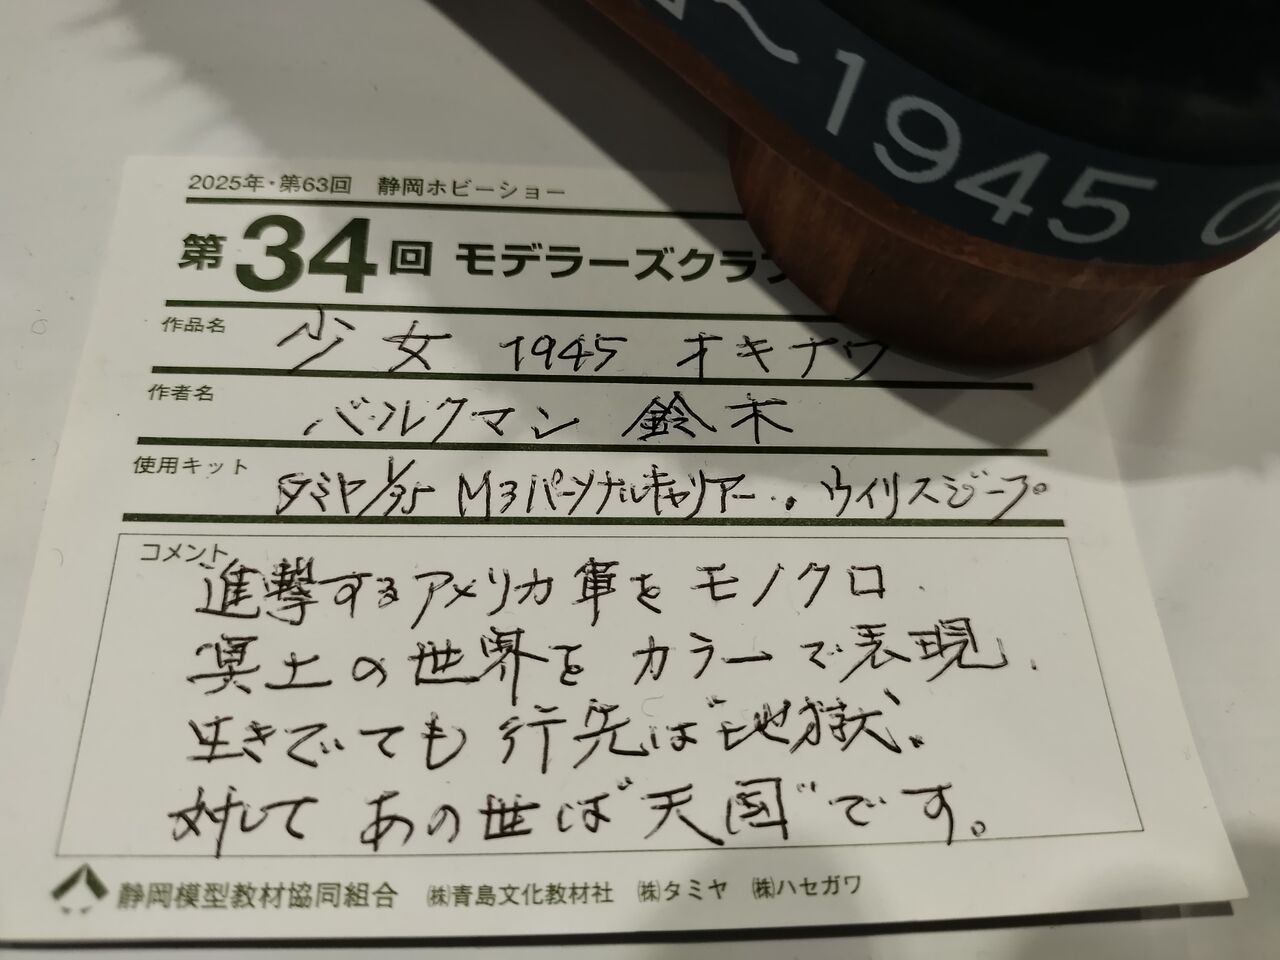 ～1945
2025年・第63回　静岡ホビーショー
第34回 モデラーズクラブ
作品名 少女 1945 オキナワ
作者名 バルクマン 鈴木
使用キット タミヤ1/35 M3パーソナルキャリアー.。ウイリスジープ。
コメント
進撃するアメリカ軍を モノクロ
冥土の世界を カラーで表現.
生きでいても 行先は“地獄”.
対して あの世は“天国”です。
静岡模型教材協同組合　㈱青島文化教材社　㈱タミヤ　㈱ハセガワ